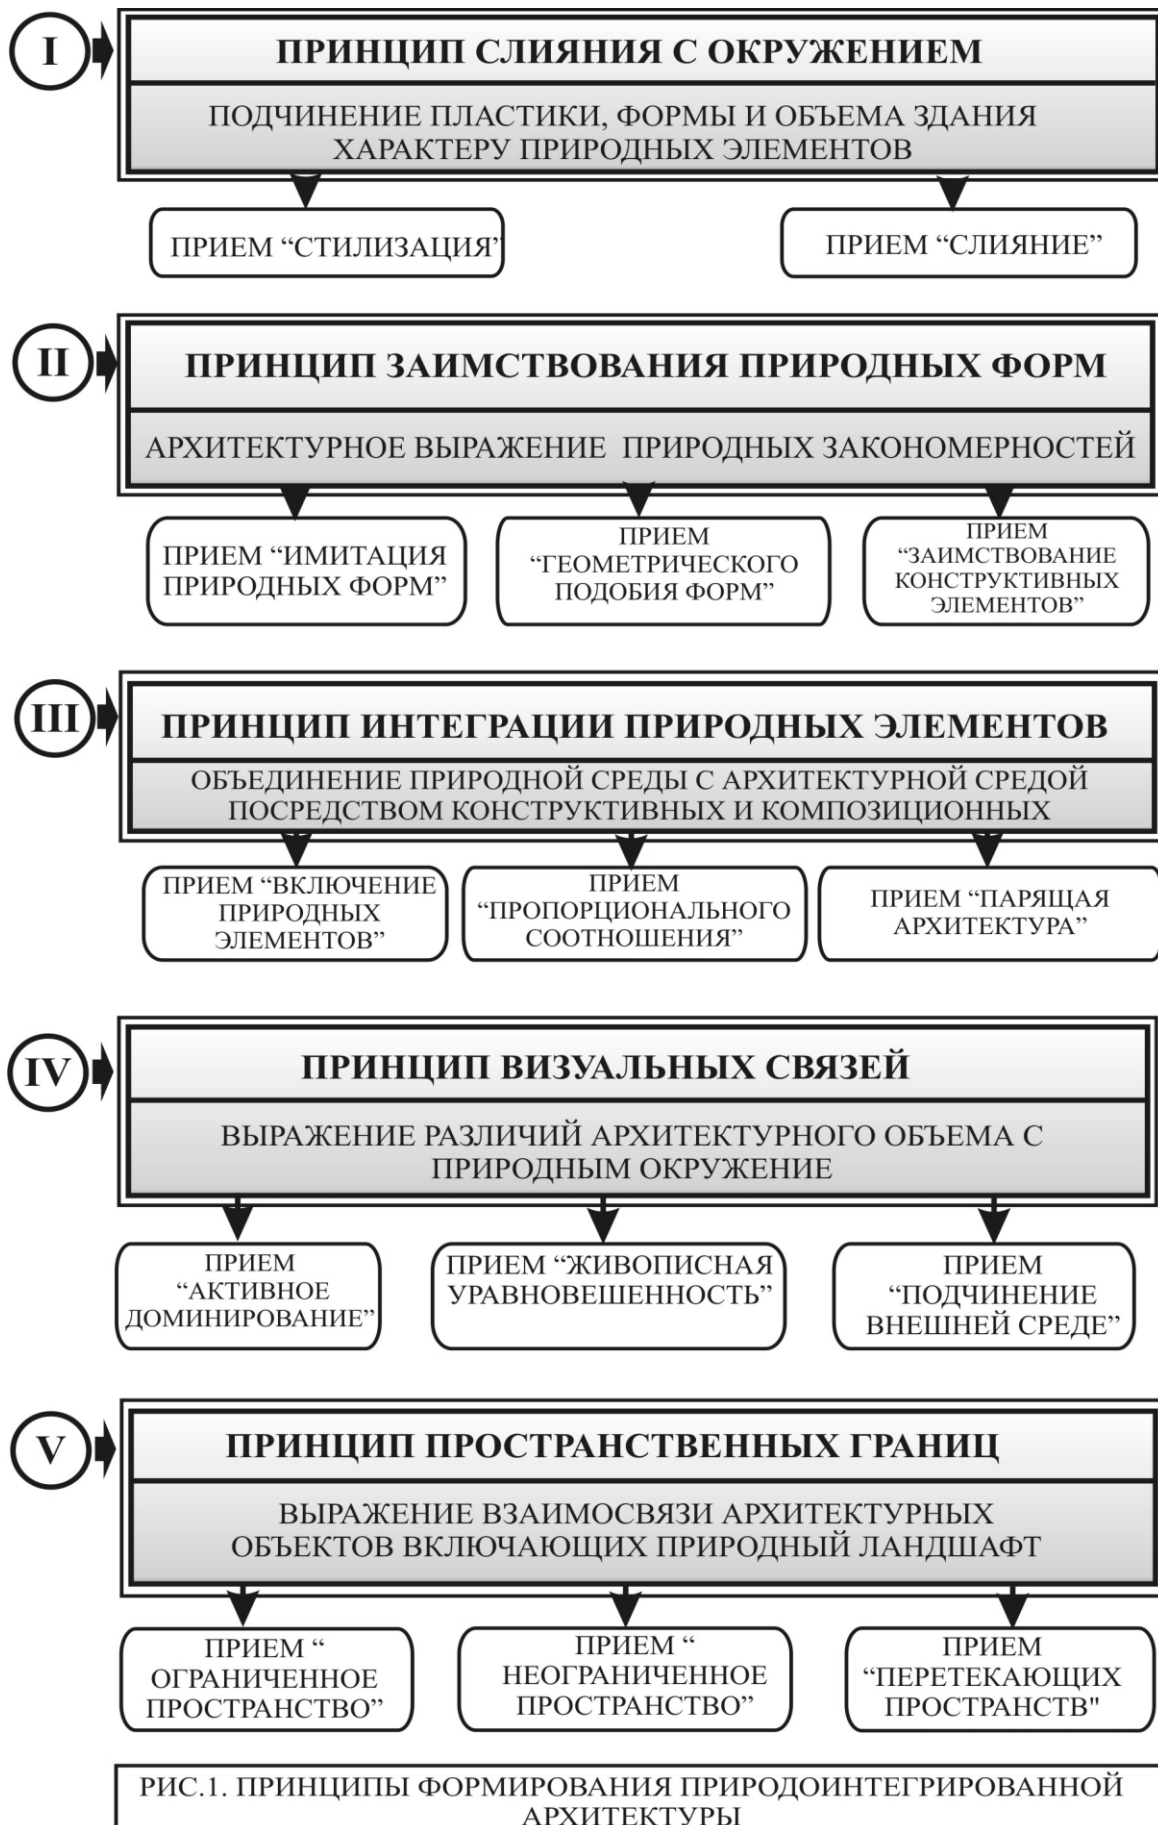 I
ПРИНЦИП СЛИЯНИЯ С ОКРУЖЕНИЕМ
ПОДЧИНЕНИЕ ПЛАСТИКИ, ФОРМЫ И ОБЪЕМА ЗДАНИЯ
ХАРАКТЕРУ ПРИРОДНЫХ ЭЛЕМЕНТОВ
ПРИЕМ “СТИЛИЗАЦИЯ”
ПРИЕМ “СЛИЯНИЕ”
II
ПРИНЦИП ЗАИМСТВОВАНИЯ ПРИРОДНЫХ ФОРМ
АРХИТЕКТУРНОЕ ВЫРАЖЕНИЕ ПРИРОДНЫХ ЗАКОНОМЕРНОСТЕЙ
ПРИЕМ “ИМИТАЦИЯ
ПРИРОДНЫХ ФОРМ”
ПРИЕМ
“ГЕОМЕТРИЧЕСКОГО
ПОДОБИЯ ФОРМ”
ПРИЕМ
“ЗАИМСТВОВАНИЕ
КОНСТРУКТИВНЫХ
ЭЛЕМЕНТОВ”
III
ПРИНЦИП ИНТЕГРАЦИИ ПРИРОДНЫХ ЭЛЕМЕНТОВ
ОБЪЕДИНЕНИЕ ПРИРОДНОЙ СРЕДЫ С АРХИТЕКТУРНОЙ СРЕДОЙ
ПОСРЕДСТВОМ КОНСТРУКТИВНЫХ И КОМПОЗИЦИОННЫХ
ПРИЕМ “ВКЛЮЧЕНИЕ
ПРИРОДНЫХ
ЭЛЕМЕНТОВ”
ПРИЕМ
“ПРОПОРЦИОНАЛЬНОГО
СООТНОШЕНИЯ”
ПРИЕМ “ПАРЯЩАЯ
АРХИТЕКТУРА”
IV
ПРИНЦИП ВИЗУАЛЬНЫХ СВЯЗЕЙ
ВЫРАЖЕНИЕ РАЗЛИЧИЙ АРХИТЕКТУРНОГО ОБЪЕМА С
ПРИРОДНЫМ ОКРУЖЕНИЕ
ПРИЕМ
“АКТИВНОЕ
ДОМИНИРОВАНИЕ”
ПРИЕМ “ЖИВОПИСНАЯ
УРАВНОВЕШЕННОСТЬ”
ПРИЕМ
“ПОДЧИНЕНИЕ
ВНЕШНЕЙ СРЕДЕ”
V
ПРИНЦИП ПРОСТРАНСТВЕННЫХ ГРАНИЦ
ВЫРАЖЕНИЕ ВЗАИМОСВЯЗИ АРХИТЕКТУРНЫХ
ОБЪЕКТОВ ВКЛЮЧАЮЩИХ ПРИРОДНЫЙ ЛАНДШАФТ
ПРИЕМ “
ОГРАНИЧЕННОЕ
ПРОСТРАНСТВО”
ПРИЕМ “
НЕОГРАНИЧЕННОЕ
ПРОСТРАНСТВО”
ПРИЕМ
“ПЕРЕТЕКАЮЩИХ
ПРОСТРАНСТВ"
РИС.1. ПРИНЦИПЫ ФОРМИРОВАНИЯ ПРИРОДОИНТЕГРИРОВАННОЙ
АРХИТЕКТУРЫ